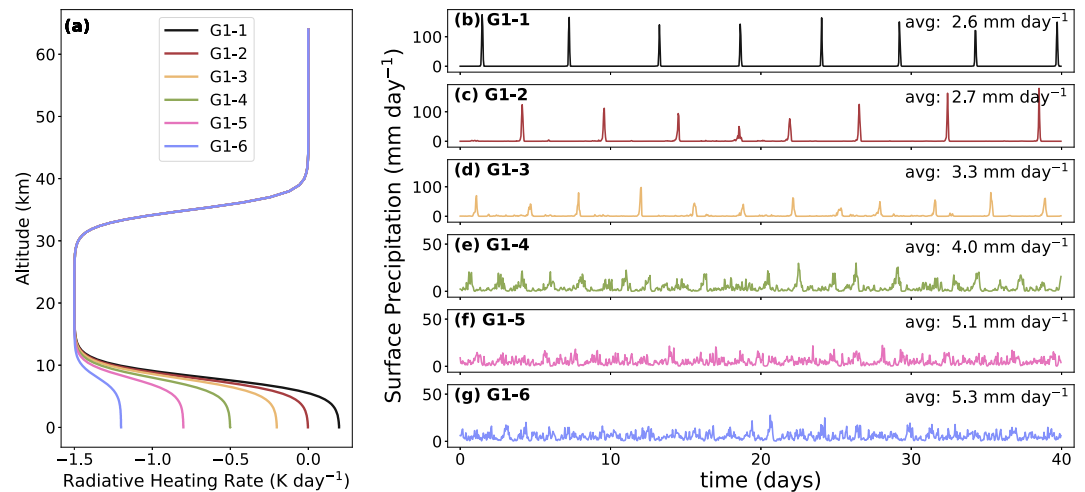 (a)
G1-1
G1-2
G1-3
G1-4
G1-5
G1-6
Altitude (km)
60
50
40
30
20
10
0
−1.5 −1.0 −0.5 0.0
Radiative Heating Rate (K day⁻¹)
Surface Precipitation (mm day⁻¹)
(b) G1-1 avg: 2.6 mm day⁻¹
100
0
(c) G1-2 avg: 2.7 mm day⁻¹
100
0
(d) G1-3 avg: 3.3 mm day⁻¹
100
0
(e) G1-4 avg: 4.0 mm day⁻¹
50
0
(f) G1-5 avg: 5.1 mm day⁻¹
50
0
(g) G1-6 avg: 5.3 mm day⁻¹
50
0
0 10 20 30 40
time (days)